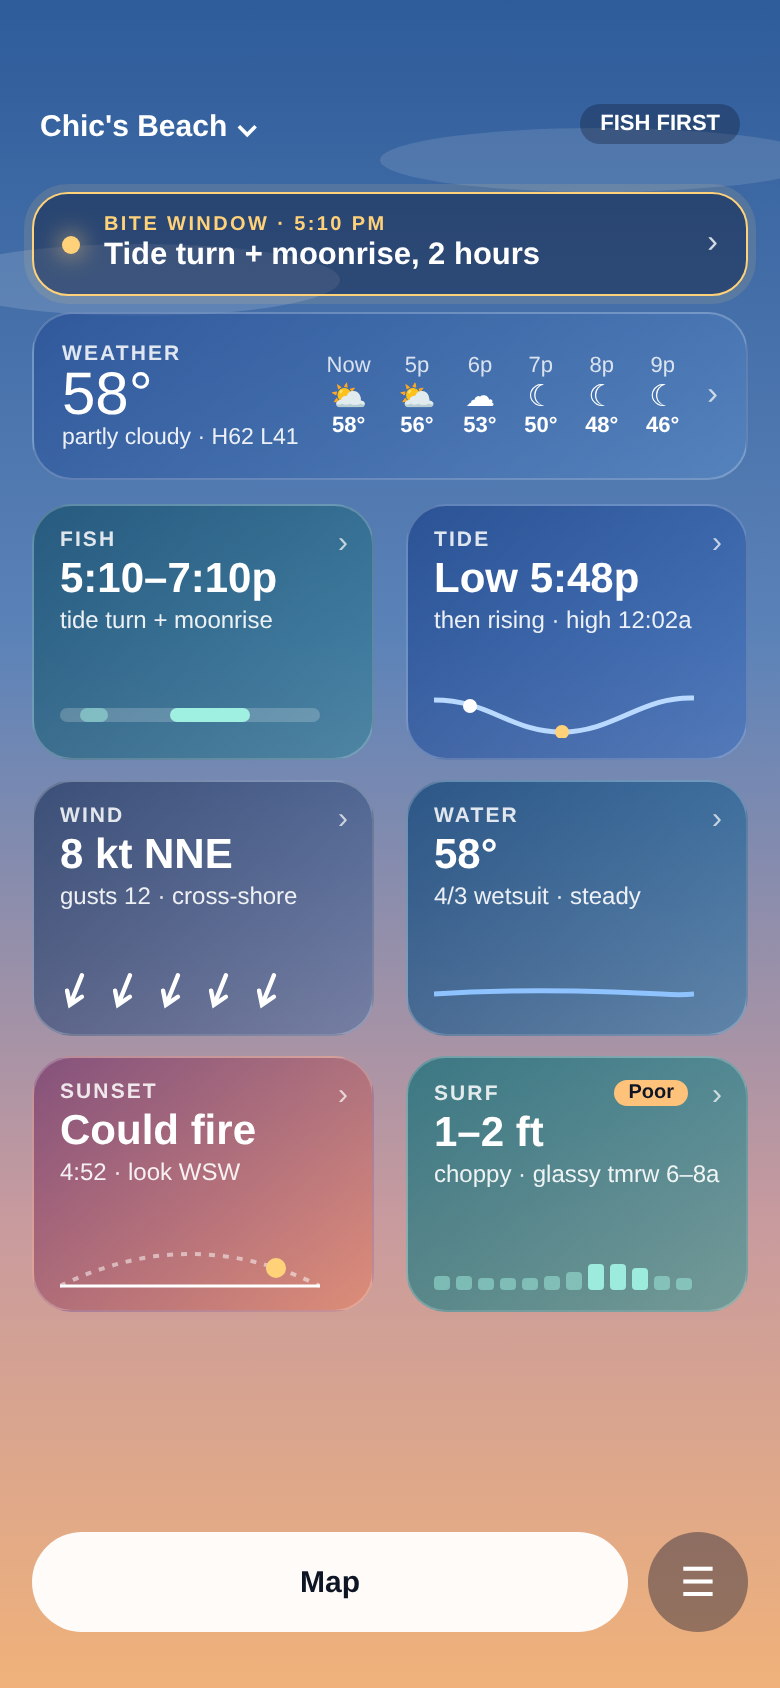 Chic's Beach
FISH FIRST
BITE WINDOW · 5:10 PM
Tide turn + moonrise, 2 hours
WEATHER
58°
partly cloudy · H62 L41
Now 5p 6p 7p 8p 9p
58° 56° 53° 50° 48° 46°
FISH
5:10–7:10p
tide turn + moonrise
TIDE
Low 5:48p
then rising · high 12:02a
WIND
8 kt NNE
gusts 12 · cross-shore
WATER
58°
4/3 wetsuit · steady
SUNSET
Could fire
4:52 · look WSW
SURF
Poor
1–2 ft
choppy · glassy tmrw 6–8a
Map